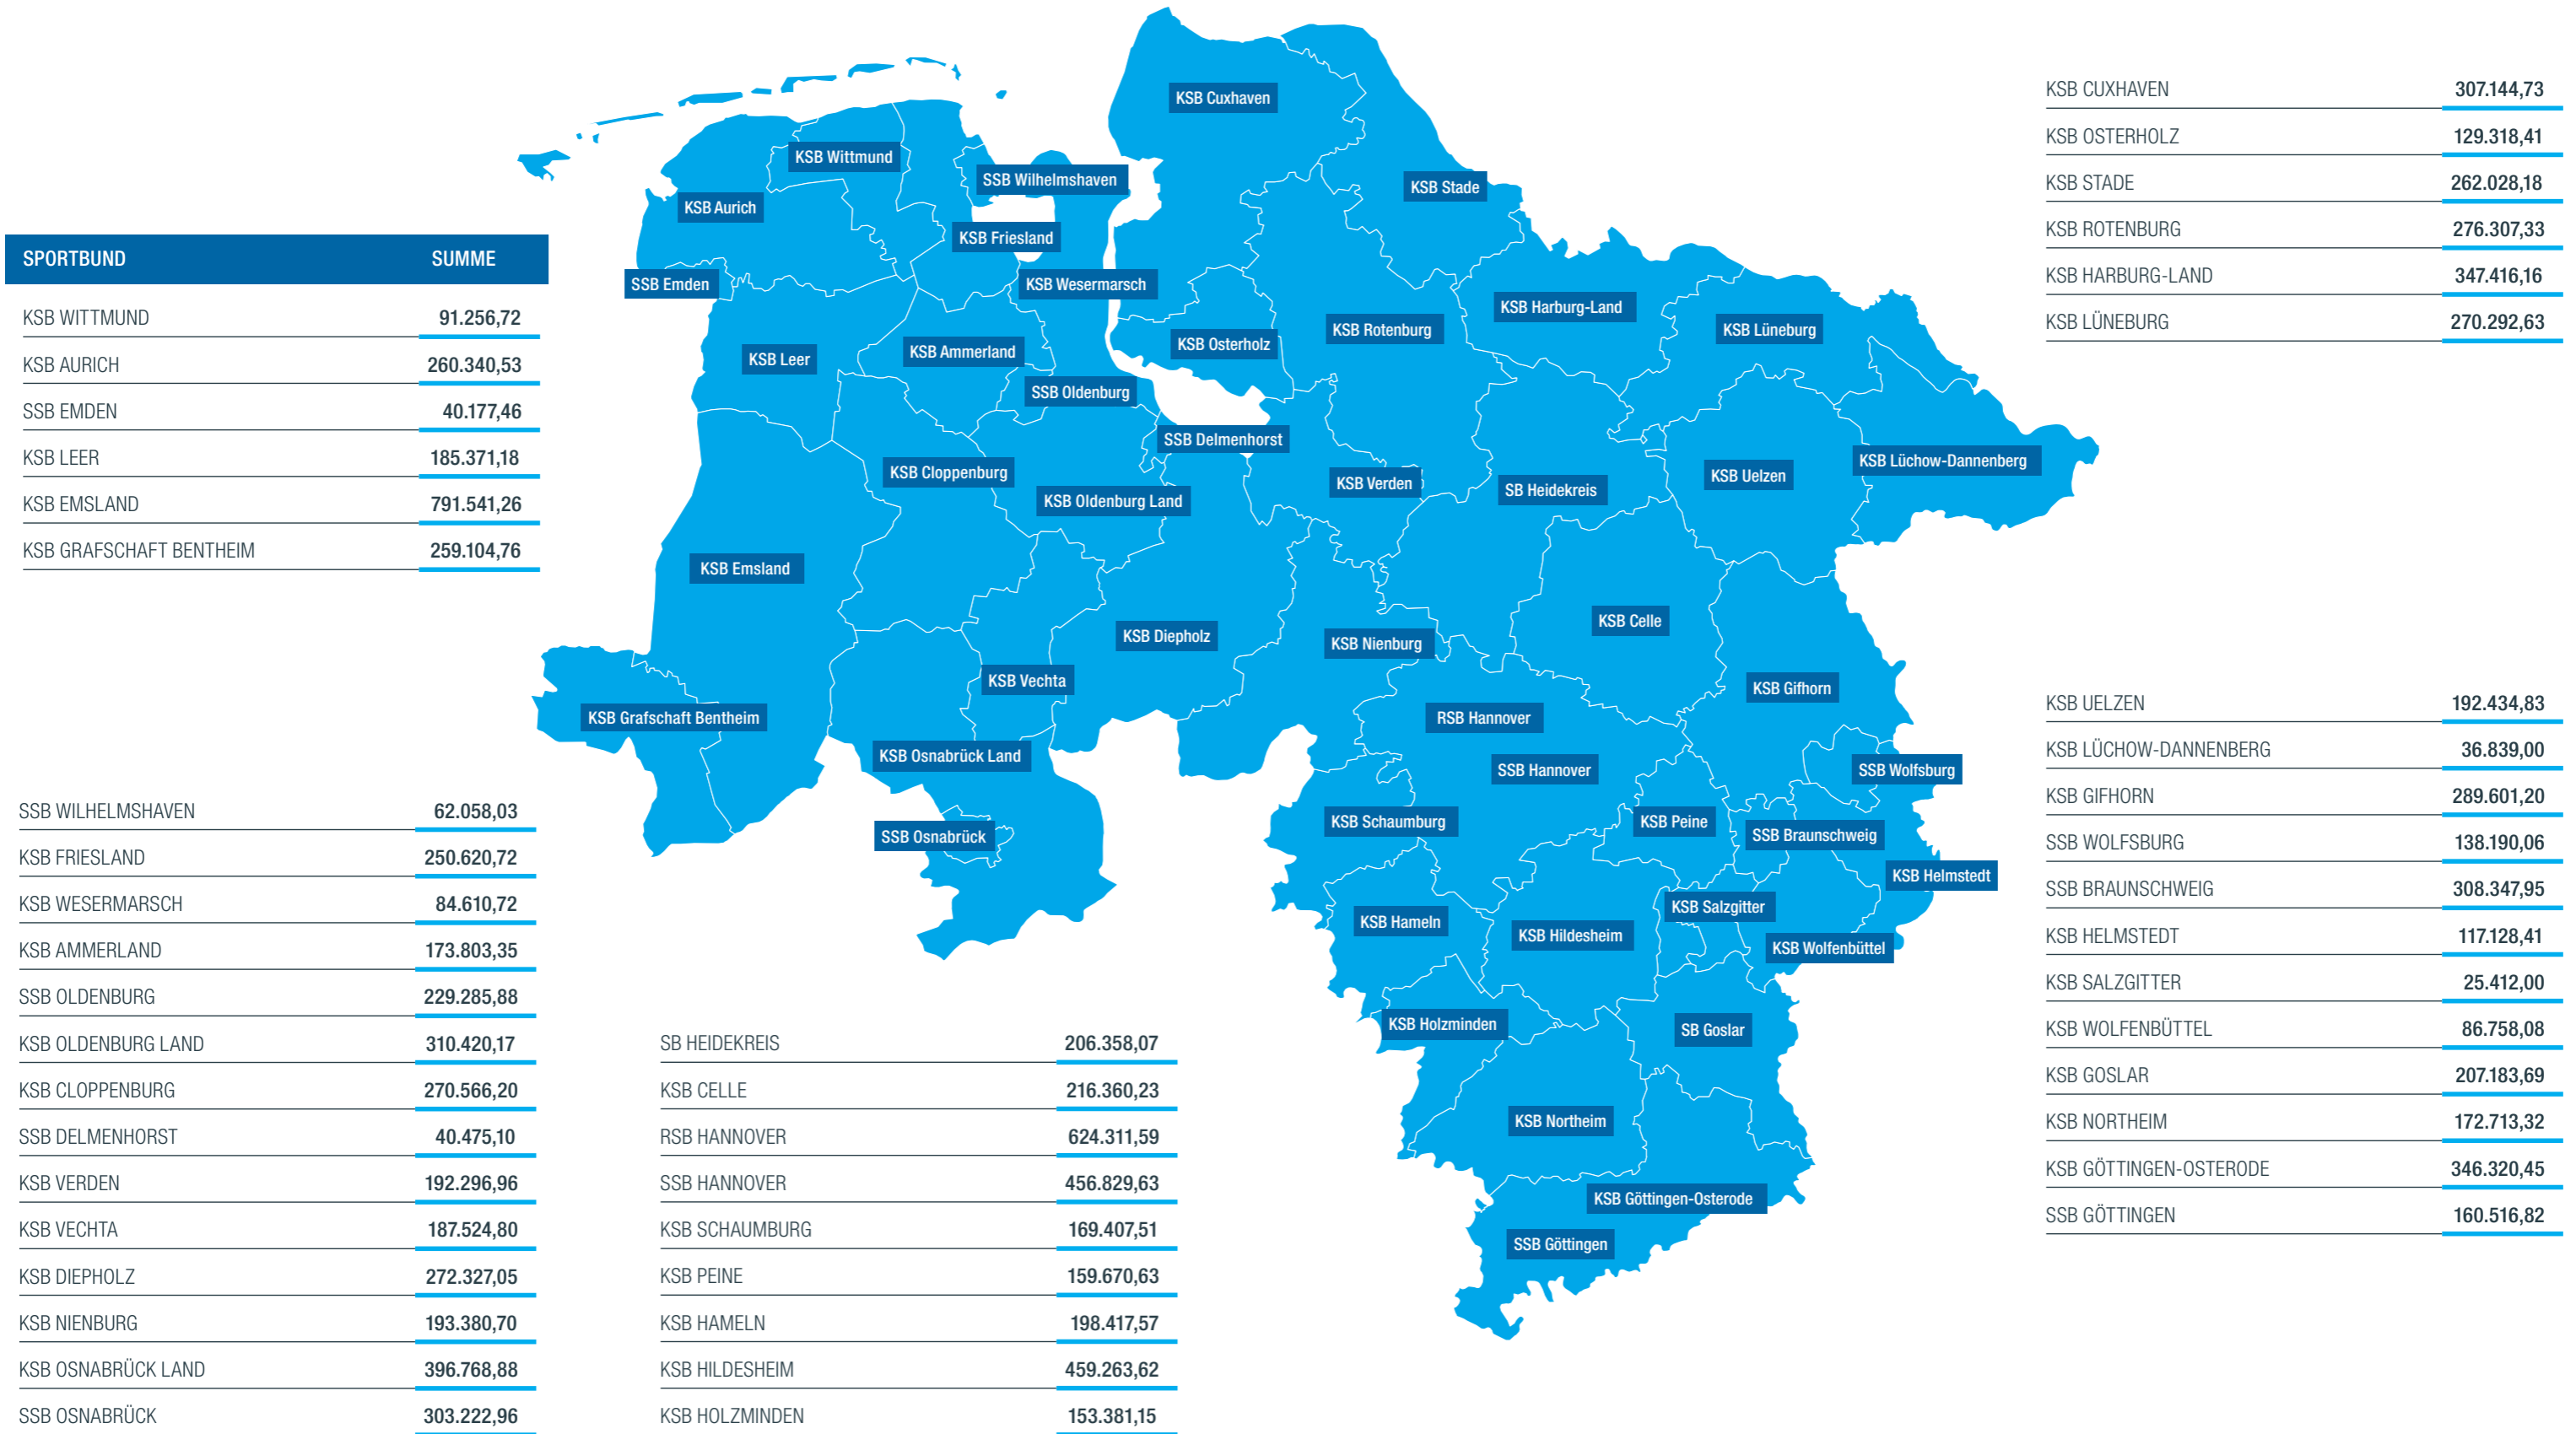 SPORTBUND SUMME
KSB WITTMUND 91.256,72
KSB AURICH 260.340,53
SSB EMDEN 40.177,46
KSB LEER 185.371,18
KSB EMSLAND 791.541,26
KSB GRAFSCHAFT BENTHEIM 259.104,76
SSB WILHELMSHAVEN 62.058,03
KSB FRIESLAND 250.620,72
KSB WESERMARSCH 84.610,72
KSB AMMERLAND 173.803,35
SSB OLDENBURG 229.285,88
KSB OLDENBURG LAND 310.420,17
KSB CLOPPENBURG 270.566,20
SSB DELMENHORST 40.475,10
KSB VERDEN 192.296,96
KSB VECHTA 187.524,80
KSB DIEPHOLZ 272.327,05
KSB NIENBURG 193.380,70
KSB OSNABRÜCK LAND 396.768,88
SSB OSNABRÜCK 303.222,96
SB HEIDEKREIS 206.358,07
KSB CELLE 216.360,23
RSB HANNOVER 624.311,59
SSB HANNOVER 456.829,63
KSB SCHAUMBURG 169.407,51
KSB PEINE 159.670,63
KSB HAMELN 198.417,57
KSB HILDESHEIM 459.263,62
KSB HOLZMINDEN 153.381,15
KSB CUXHAVEN 307.144,73
KSB OSTERHOLZ 129.318,41
KSB STADE 262.028,18
KSB ROTENBURG 276.307,33
KSB HARBURG-LAND 347.416,16
KSB LÜNEBURG 270.292,63
KSB UELZEN 192.434,83
KSB LÜCHOW-DANNENBERG 36.839,00
KSB GIFHORN 289.601,20
SSB WOLFSBURG 138.190,06
SSB BRAUNSCHWEIG 308.347,95
KSB HELMSTEDT 117.128,41
KSB SALZGITTER 25.412,00
KSB WOLFENBÜTTEL 86.758,08
KSB GOSLAR 207.183,69
KSB NORTHEIM 172.713,32
KSB GÖTTINGEN-OSTERODE 346.320,45
SSB GÖTTINGEN 160.516,82
KSB Cuxhaven
KSB Wittmund
SSB Wilhelmshaven
KSB Stade
KSB Aurich
KSB Friesland
SSB Emden
KSB Wesermarsch
KSB Harburg-Land
KSB Rotenburg
KSB Lüneburg
KSB Osterholz
KSB Ammerland
KSB Leer
SSB Oldenburg
SSB Delmenhorst
KSB Lüchow-Dannenberg
KSB Cloppenburg
KSB Uelzen
KSB Verden
SB Heidekreis
KSB Oldenburg Land
KSB Emsland
KSB Celle
KSB Diepholz
KSB Nienburg
KSB Vechta
KSB Gifhorn
KSB Grafschaft Bentheim
RSB Hannover
KSB Osnabrück Land
SSB Hannover
SSB Wolfsburg
KSB Schaumburg
KSB Peine
SSB Osnabrück
SSB Braunschweig
KSB Helmstedt
KSB Salzgitter
KSB Hameln
KSB Hildesheim
KSB Wolfenbüttel
KSB Holzminden
SB Goslar
KSB Northeim
KSB Göttingen-Osterode
SSB Göttingen